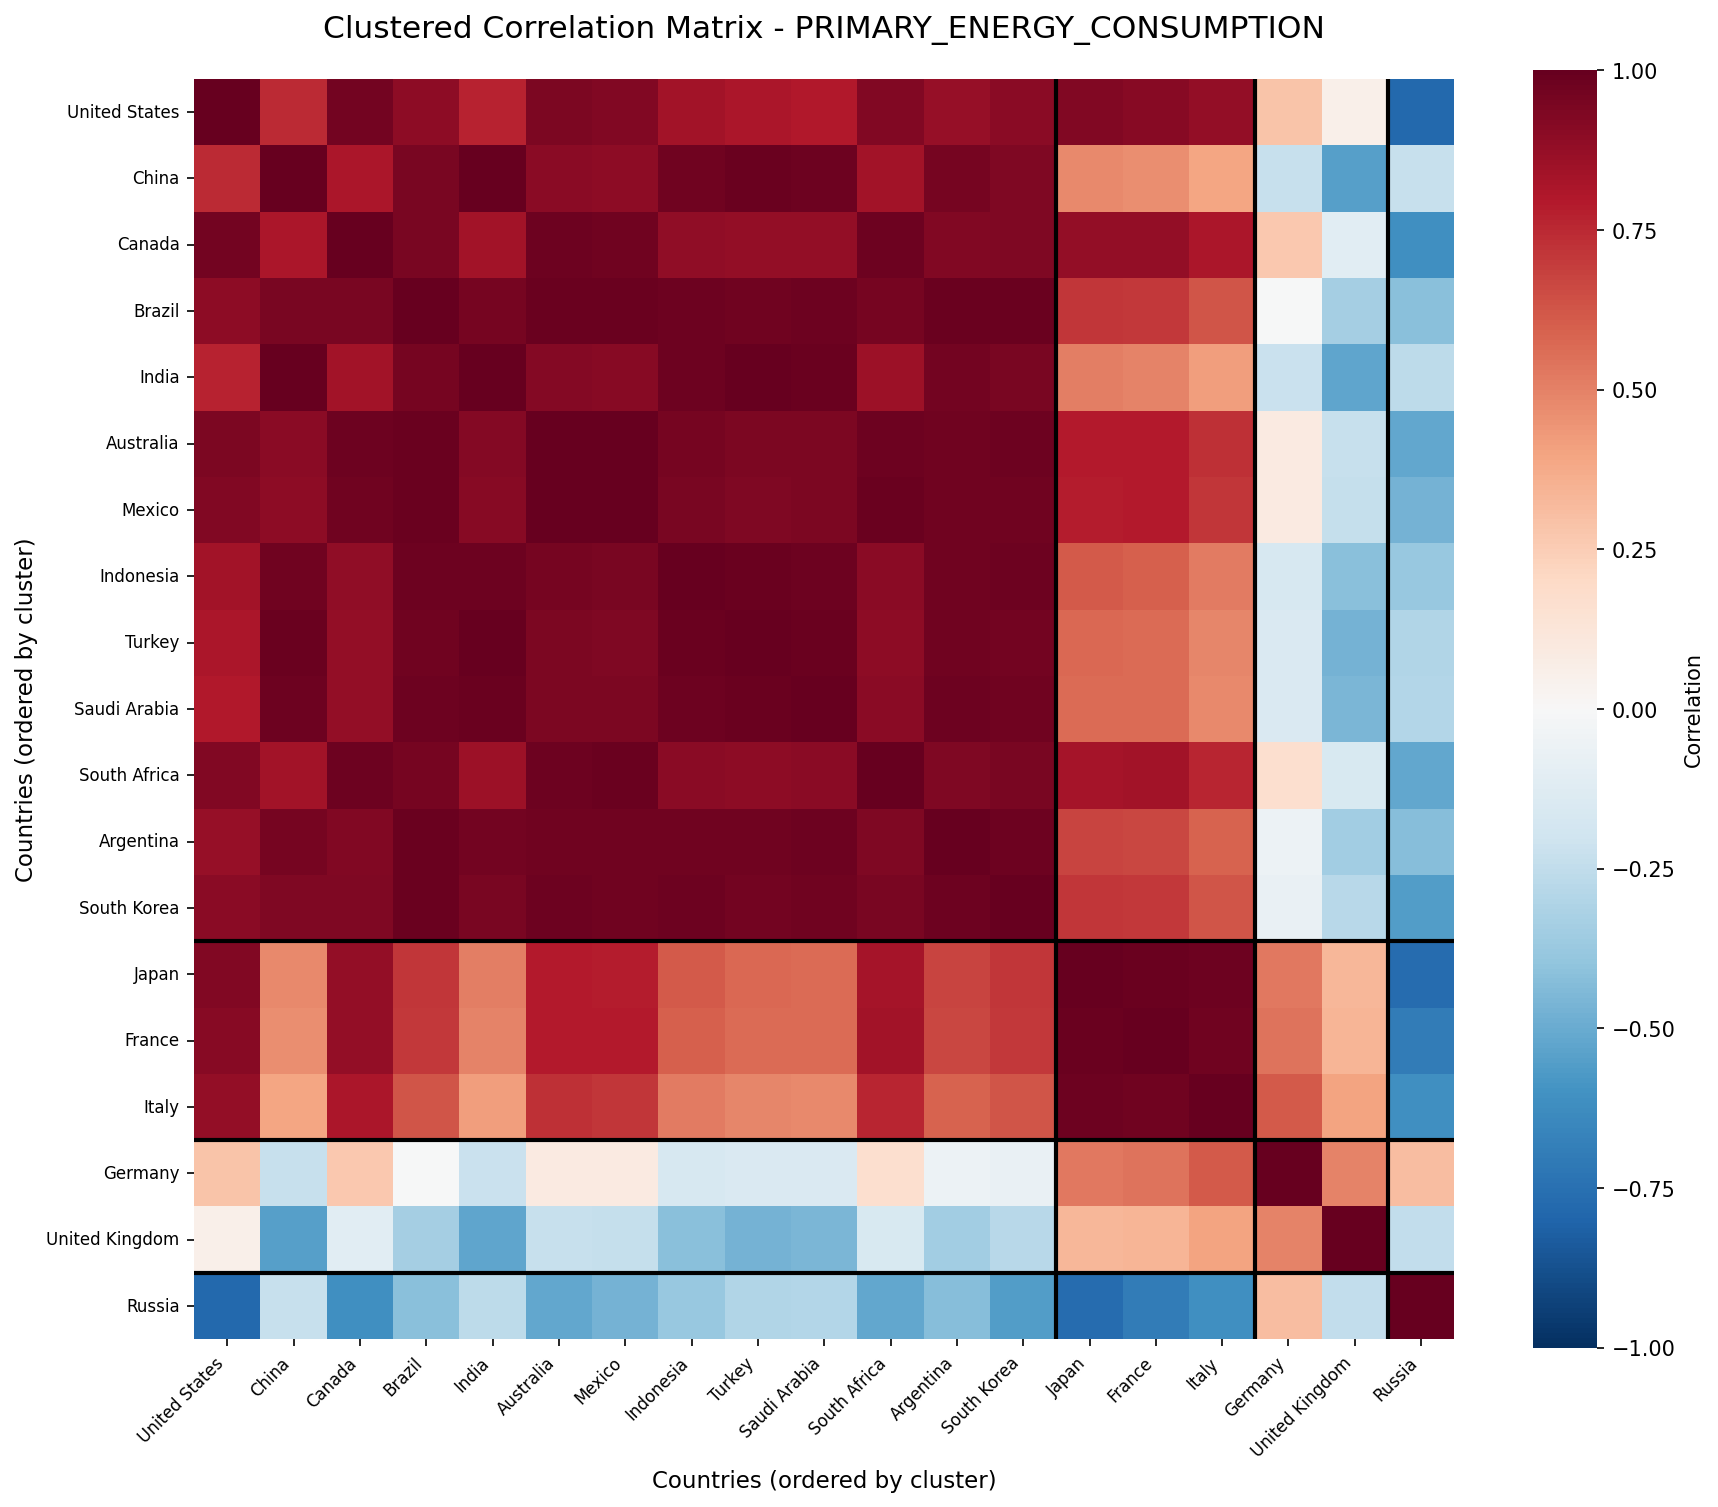 Clustered Correlation Matrix - PRIMARY_ENERGY_CONSUMPTION
Countries (ordered by cluster)
United States
China
Canada
Brazil
India
Australia
Mexico
Indonesia
Turkey
Saudi Arabia
South Africa
Argentina
South Korea
Japan
France
Italy
Germany
United Kingdom
Russia
United States
China
Canada
Brazil
India
Australia
Mexico
Indonesia
Turkey
Saudi Arabia
South Africa
Argentina
South Korea
Japan
France
Italy
Germany
United Kingdom
Russia
Countries (ordered by cluster)
1.00
0.75
0.50
0.25
0.00
−0.25
−0.50
−0.75
−1.00
Correlation